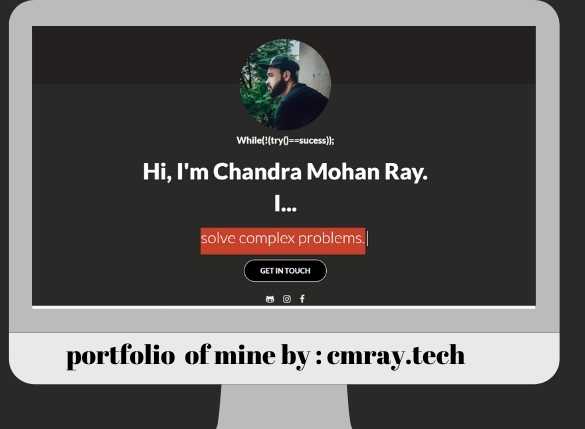 While(!(try()==sucess));
Hi, I'm Chandra Mohan Ray.
I...
solve complex problems.
GET IN TOUCH
portfolio of mine by : cmray.tech